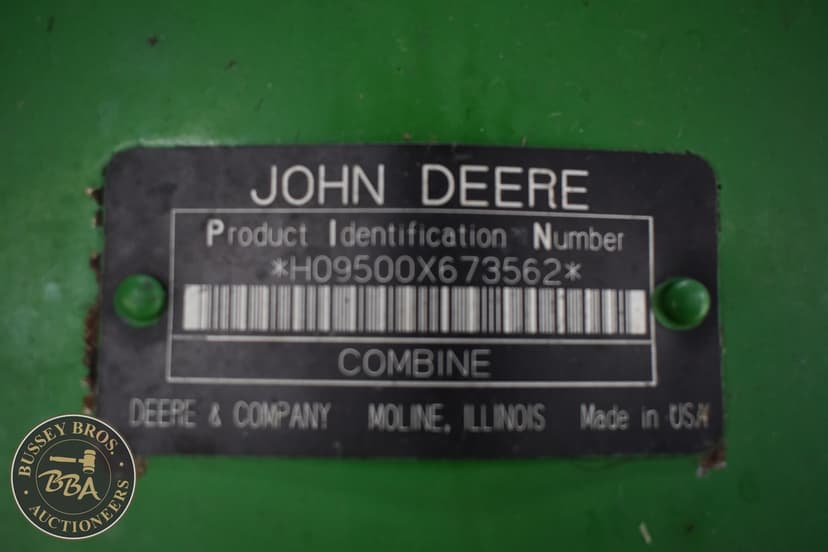 JOHN DEERE
Product Identification Number
*H09500X673562*
COMBINE
DEERE & COMPANY MOLINE, ILLINOIS Made in USA
BUSSEY BROS.
BBA
AUCTIONEERS